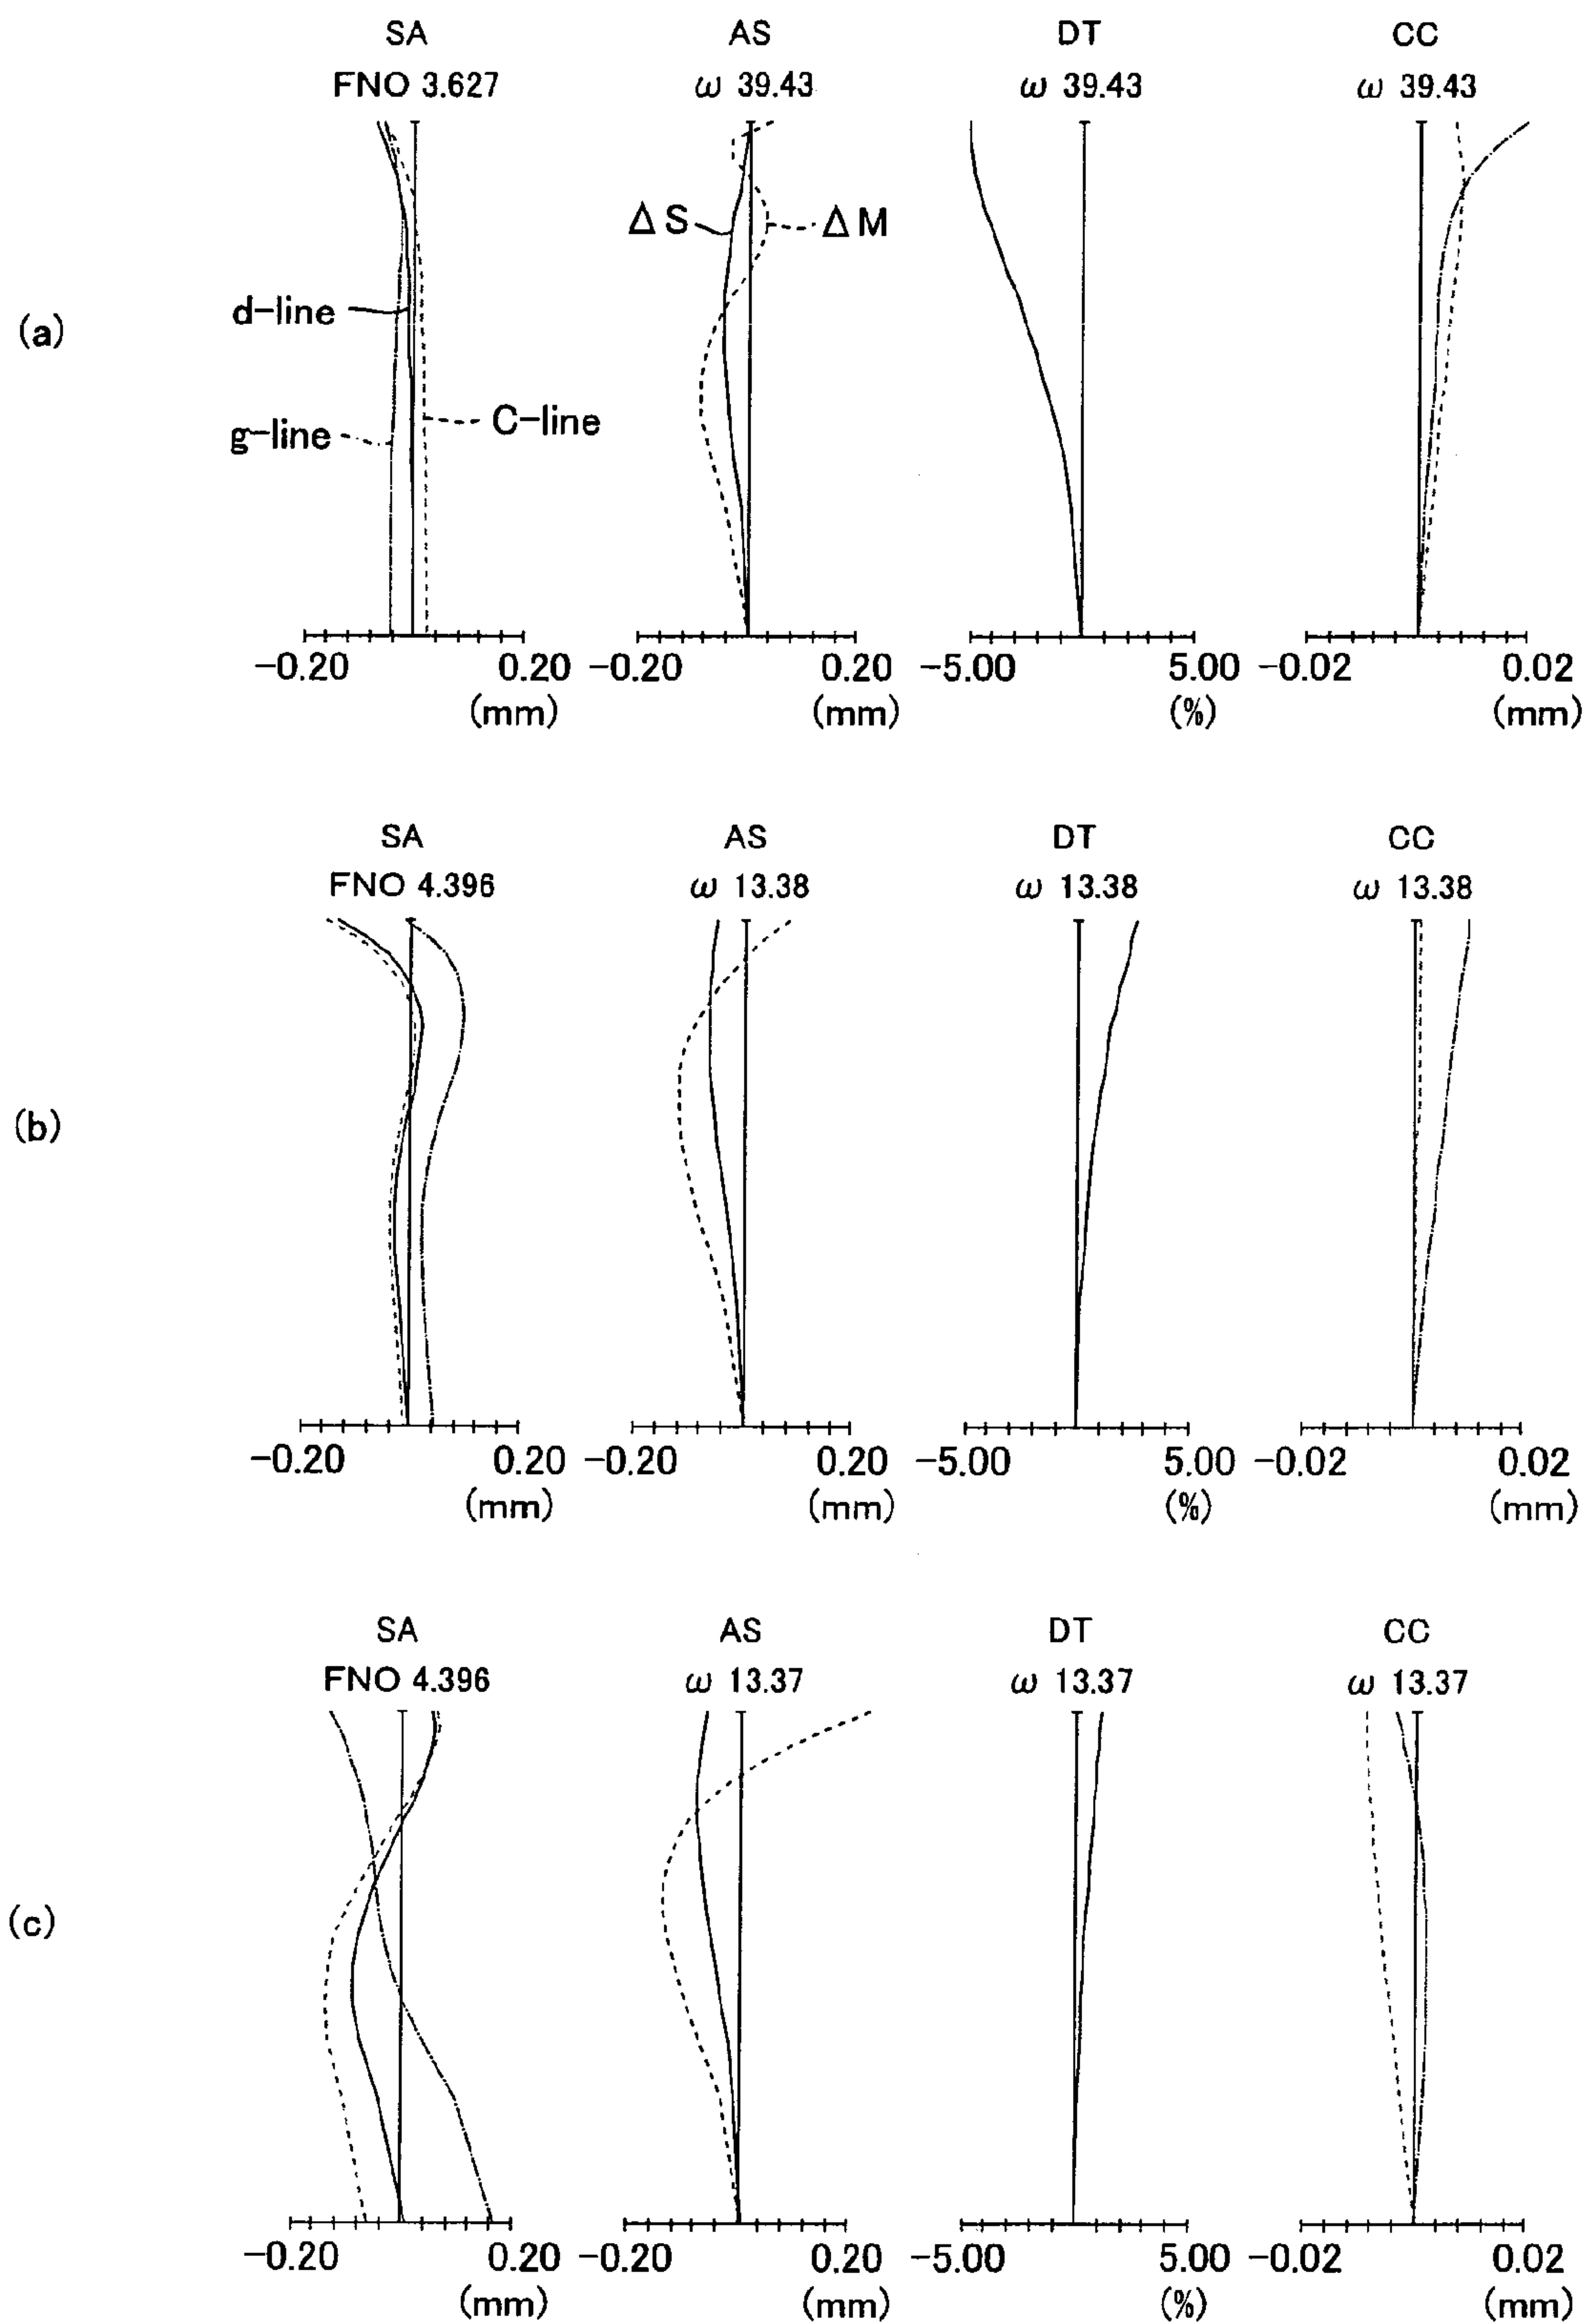 SA AS DT CC
FNO 3.627 ω 39.43 ω 39.43 ω 39.43
ΔS ΔM
d-line
(a)
C-line
g-line
-0.20 0.20 -0.20 0.20 -5.00 5.00 -0.02 0.02
(mm) (mm) (%) (mm)
SA AS DT CC
FNO 4.396 ω 13.38 ω 13.38 ω 13.38
(b)
-0.20 0.20 -0.20 0.20 -5.00 5.00 -0.02 0.02
(mm) (mm) (%) (mm)
SA AS DT CC
FNO 4.396 ω 13.37 ω 13.37 ω 13.37
(c)
-0.20 0.20 -0.20 0.20 -5.00 5.00 -0.02 0.02
(mm) (mm) (%) (mm)